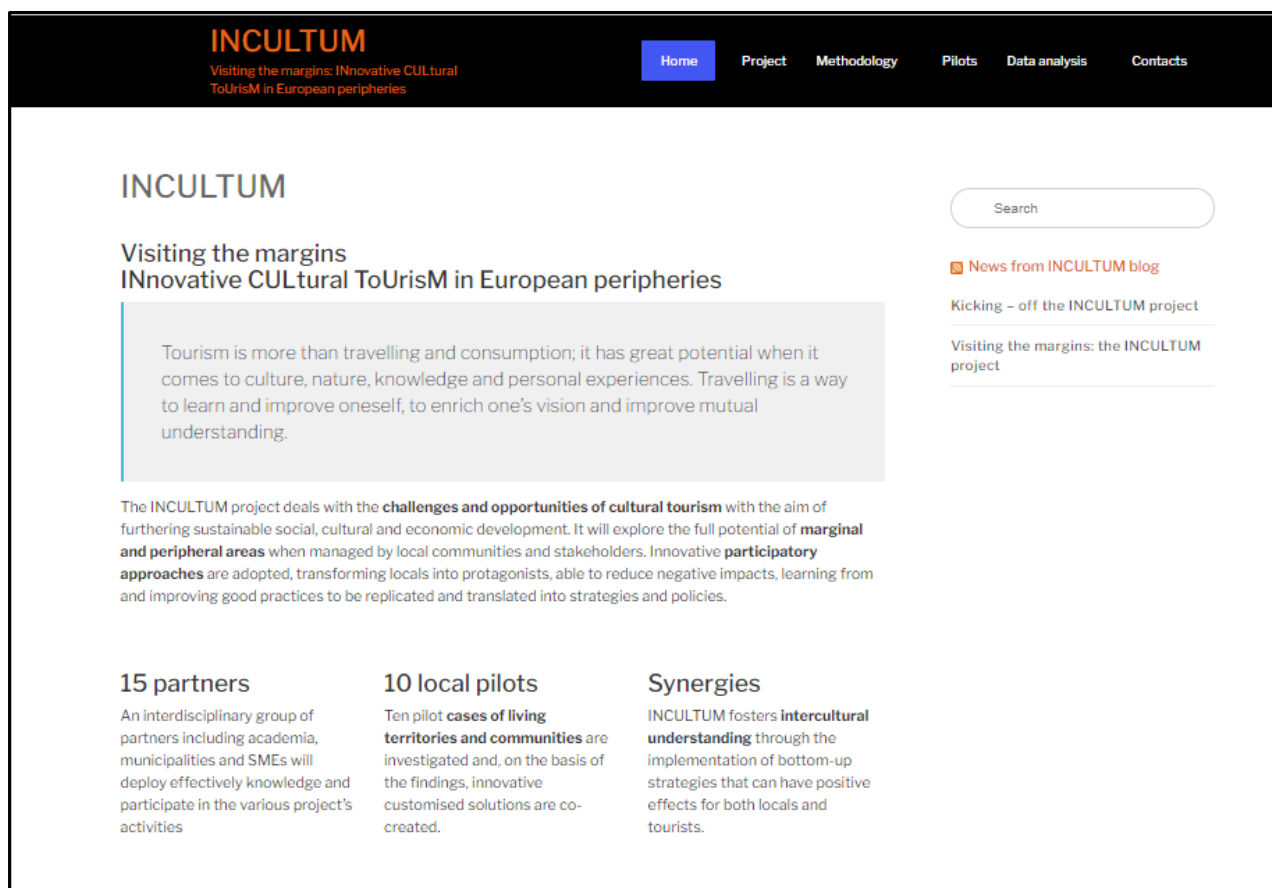 INCULTUM
Visiting the margins: INnovative CULtural
ToUrisM in European peripheries
Home
Project
Methodology
Pilots
Data analysis
Contacts
INCULTUM
Visiting the margins
INnovative CULtural ToUrisM in European peripheries
Tourism is more than travelling and consumption; it has great potential when it
comes to culture, nature, knowledge and personal experiences. Travelling is a way
to learn and improve oneself, to enrich one’s vision and improve mutual
understanding.
The INCULTUM project deals with the challenges and opportunities of cultural tourism with the aim of
furthering sustainable social, cultural and economic development. It will explore the full potential of marginal
and peripheral areas when managed by local communities and stakeholders. Innovative participatory
approaches are adopted, transforming locals into protagonists, able to reduce negative impacts, learning from
and improving good practices to be replicated and translated into strategies and policies.
15 partners
An interdisciplinary group of
partners including academia,
municipalities and SMEs will
deploy effectively knowledge and
participate in the various project’s
activities
10 local pilots
Ten pilot cases of living
territories and communities are
investigated and, on the basis of
the findings, innovative
customised solutions are co-
created.
Synergies
INCULTUM fosters intercultural
understanding through the
implementation of bottom-up
strategies that can have positive
effects for both locals and
tourists.
Search
News from INCULTUM blog
Kicking – off the INCULTUM project
Visiting the margins: the INCULTUM
project